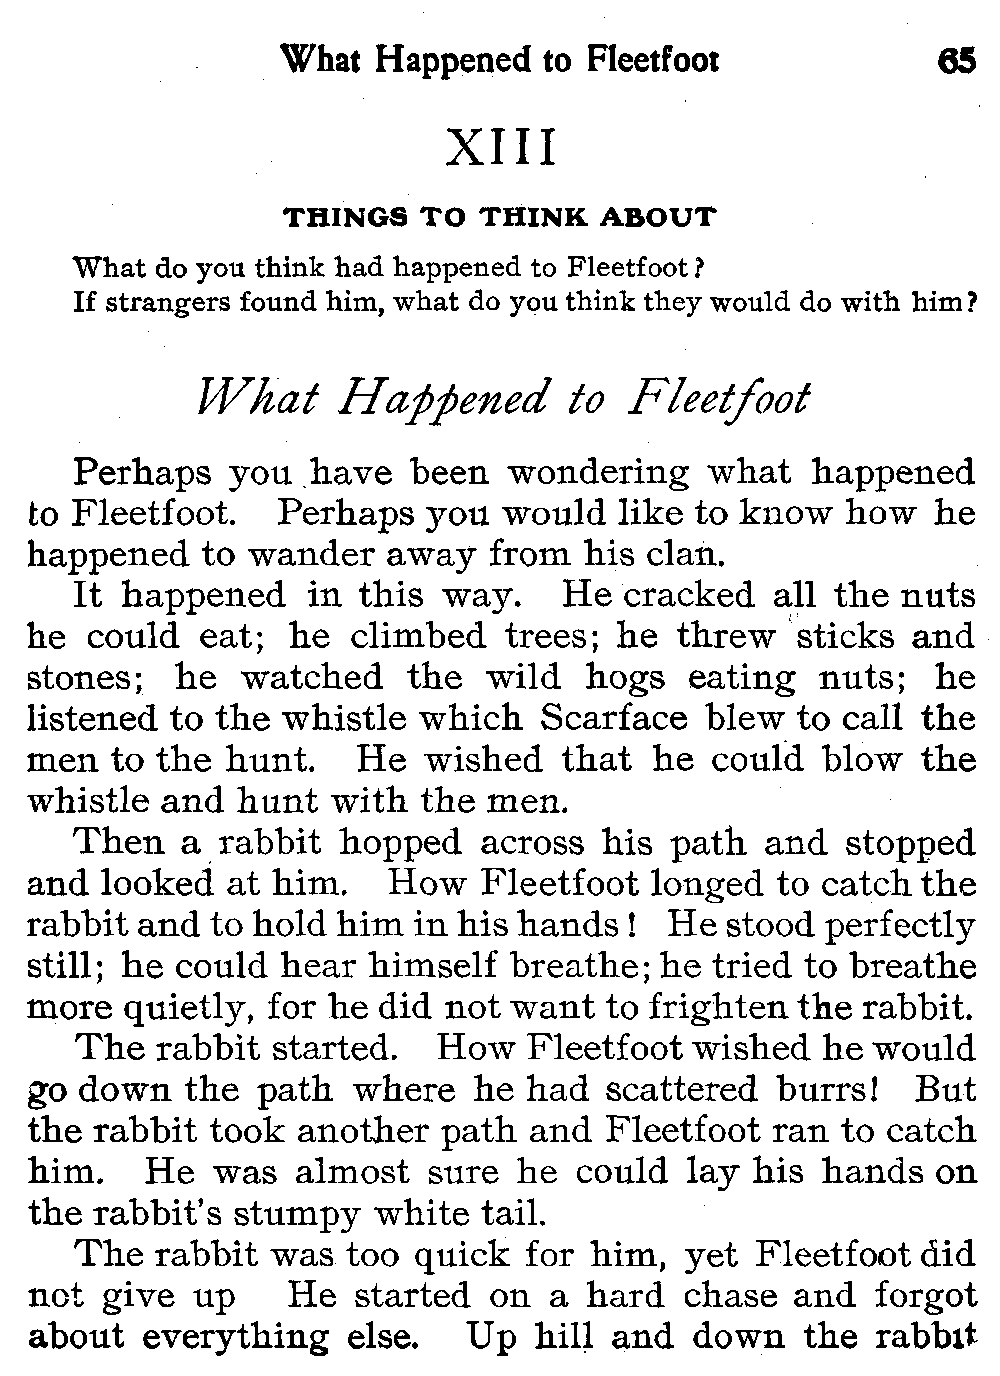 What Happened to Fleetfoot 65
XIII
THINGS TO THINK ABOUT
What do you think had happened to Fleetfoot?
If strangers found him, what do you think they would do with him?
What Happened to Fleetfoot
Perhaps you have been wondering what happened
to Fleetfoot. Perhaps you would like to know how he
happened to wander away from his clan.
It happened in this way. He cracked all the nuts
he could eat; he climbed trees; he threw sticks and
stones; he watched the wild hogs eating nuts; he
listened to the whistle which Scarface blew to call the
men to the hunt. He wished that he could blow the
whistle and hunt with the men.
Then a rabbit hopped across his path and stopped
and looked at him. How Fleetfoot longed to catch the
rabbit and to hold him in his hands! He stood perfectly
still; he could hear himself breathe; he tried to breathe
more quietly, for he did not want to frighten the rabbit.
The rabbit started. How Fleetfoot wished he would
go down the path where he had scattered burrs! But
the rabbit took another path and Fleetfoot ran to catch
him. He was almost sure he could lay his hands on
the rabbit's stumpy white tail.
The rabbit was too quick for him, yet Fleetfoot did
not give up He started on a hard chase and forgot
about everything else. Up hill and down the rabbit